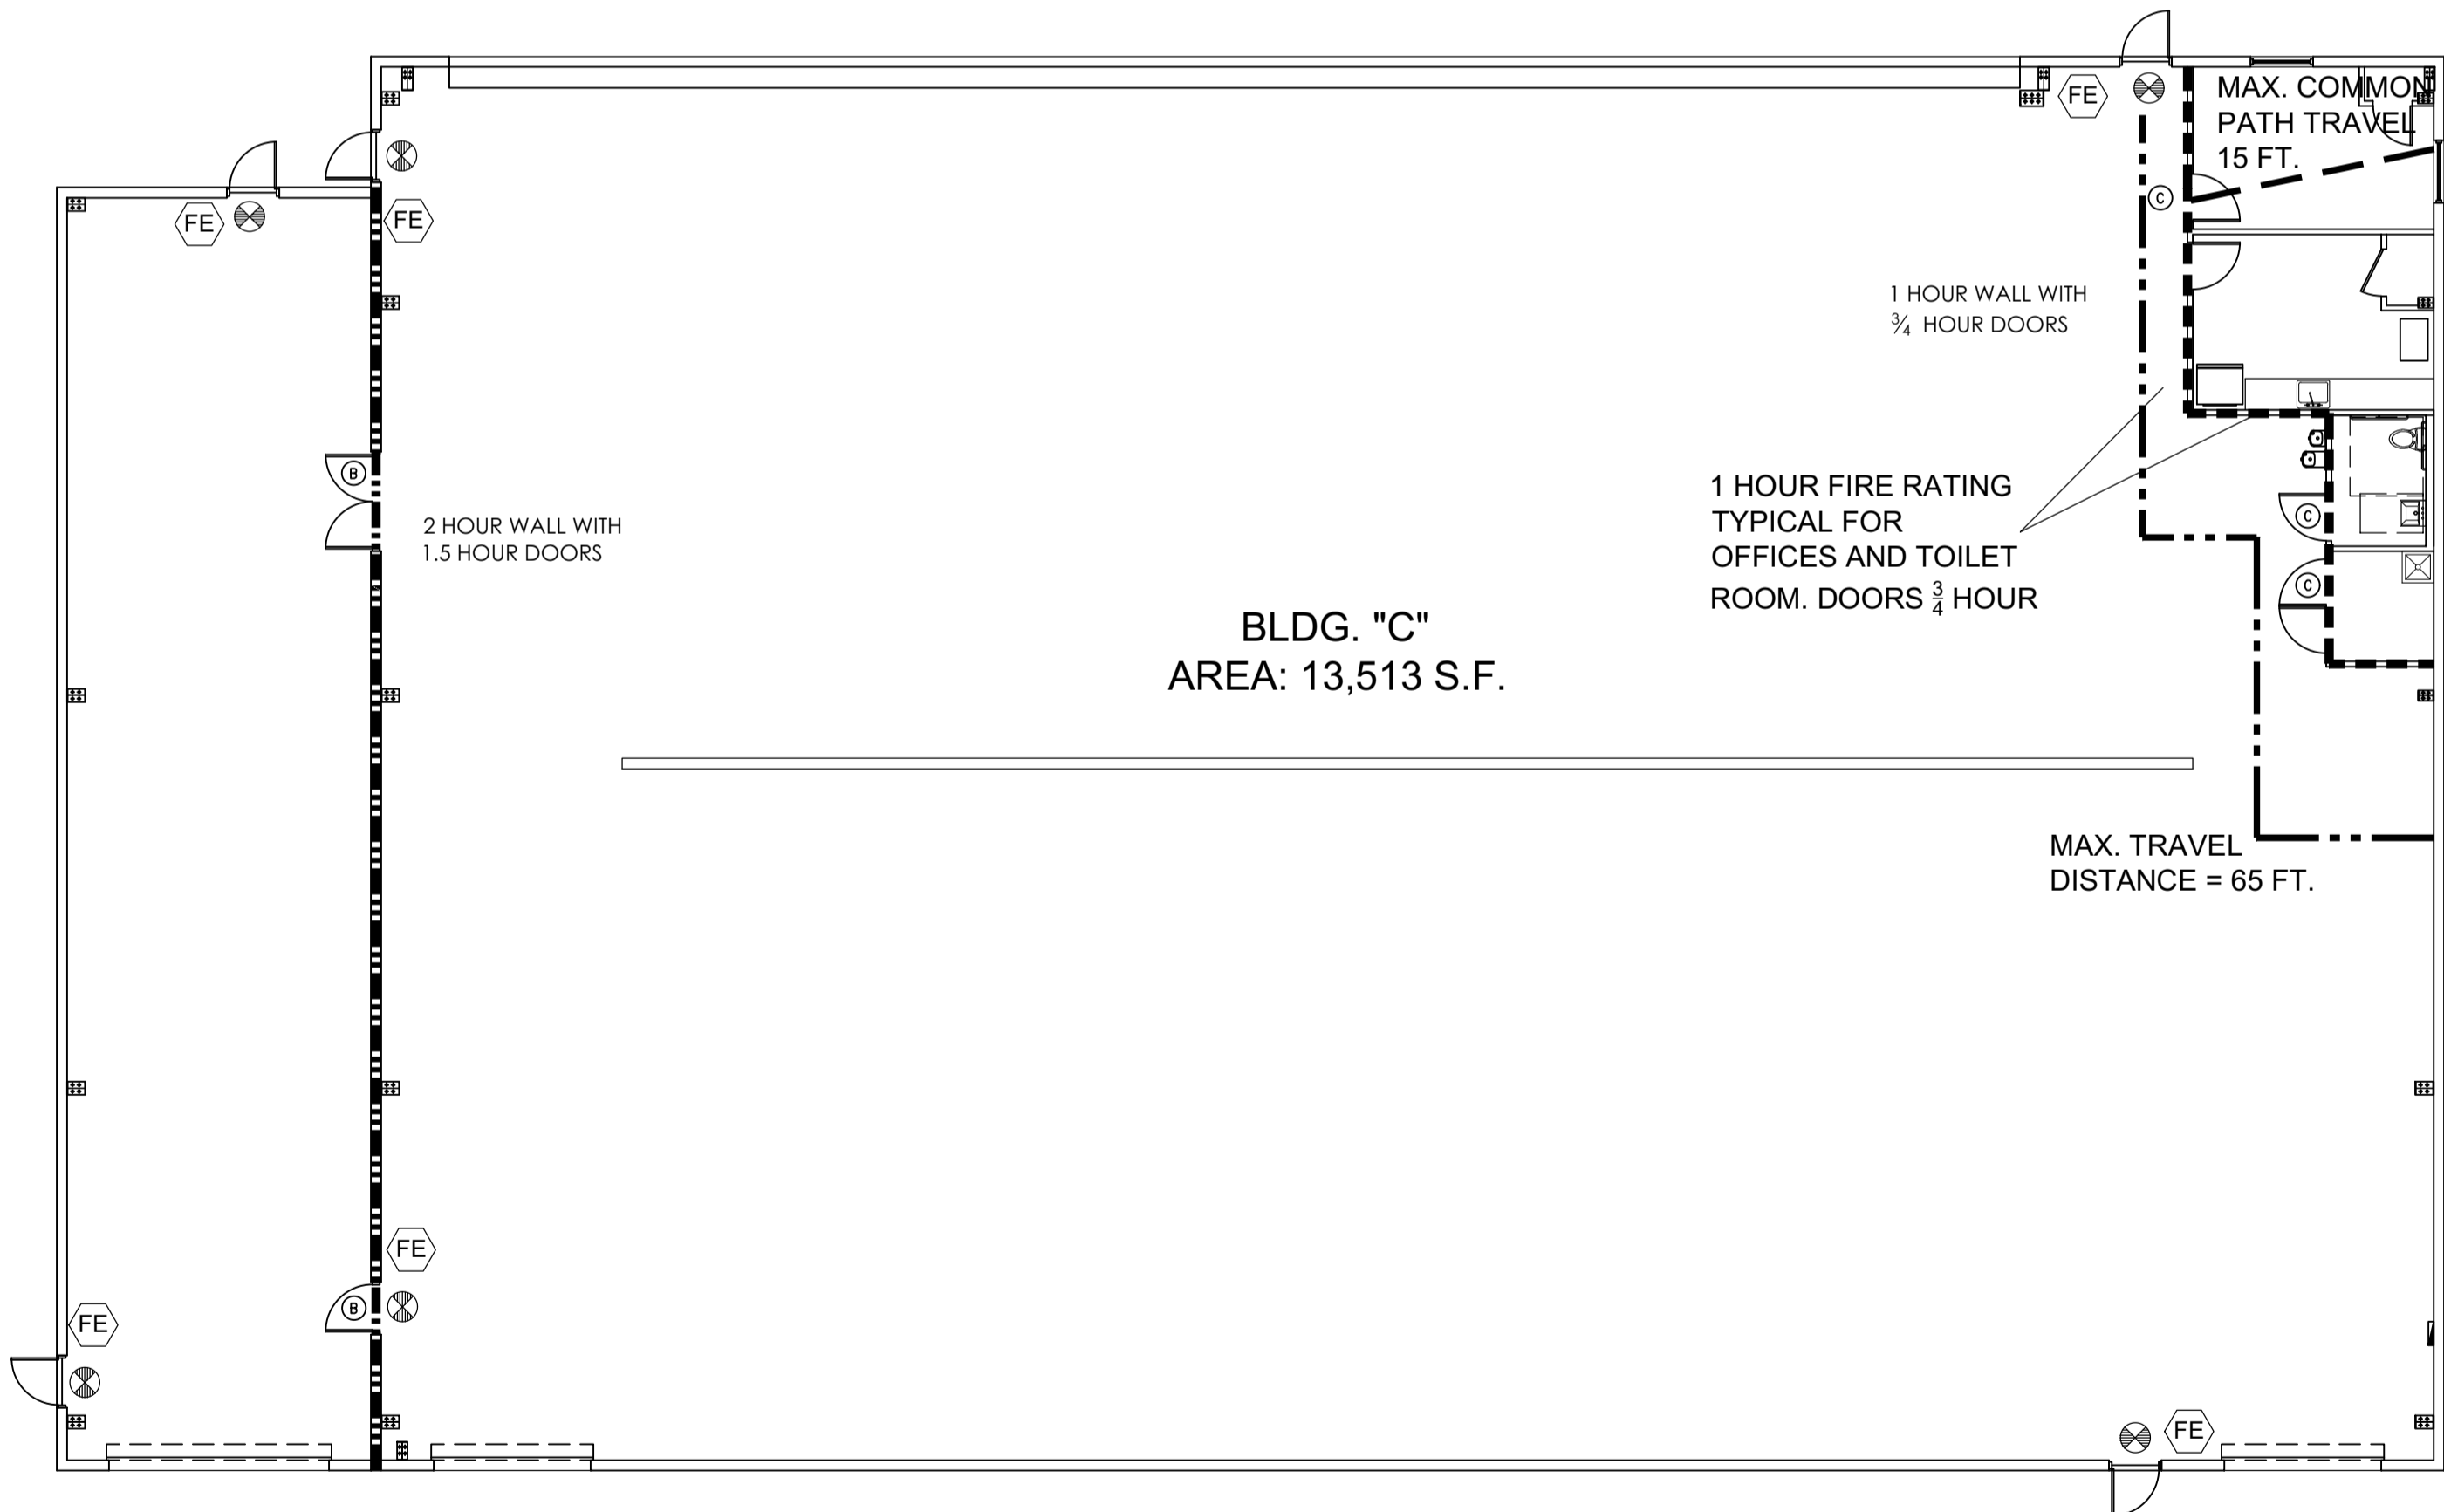 MAX. COMMON
PATH TRAVEL
15 FT.
FE
FE
FE
C
1 HOUR WALL WITH
3/4 HOUR DOORS
B
2 HOUR WALL WITH
1.5 HOUR DOORS
1 HOUR FIRE RATING
TYPICAL FOR
OFFICES AND TOILET
ROOM. DOORS 3/4 HOUR
C
C
BLDG. "C"
AREA: 13,513 S.F.
MAX. TRAVEL
DISTANCE = 65 FT.
FE
B
FE
FE